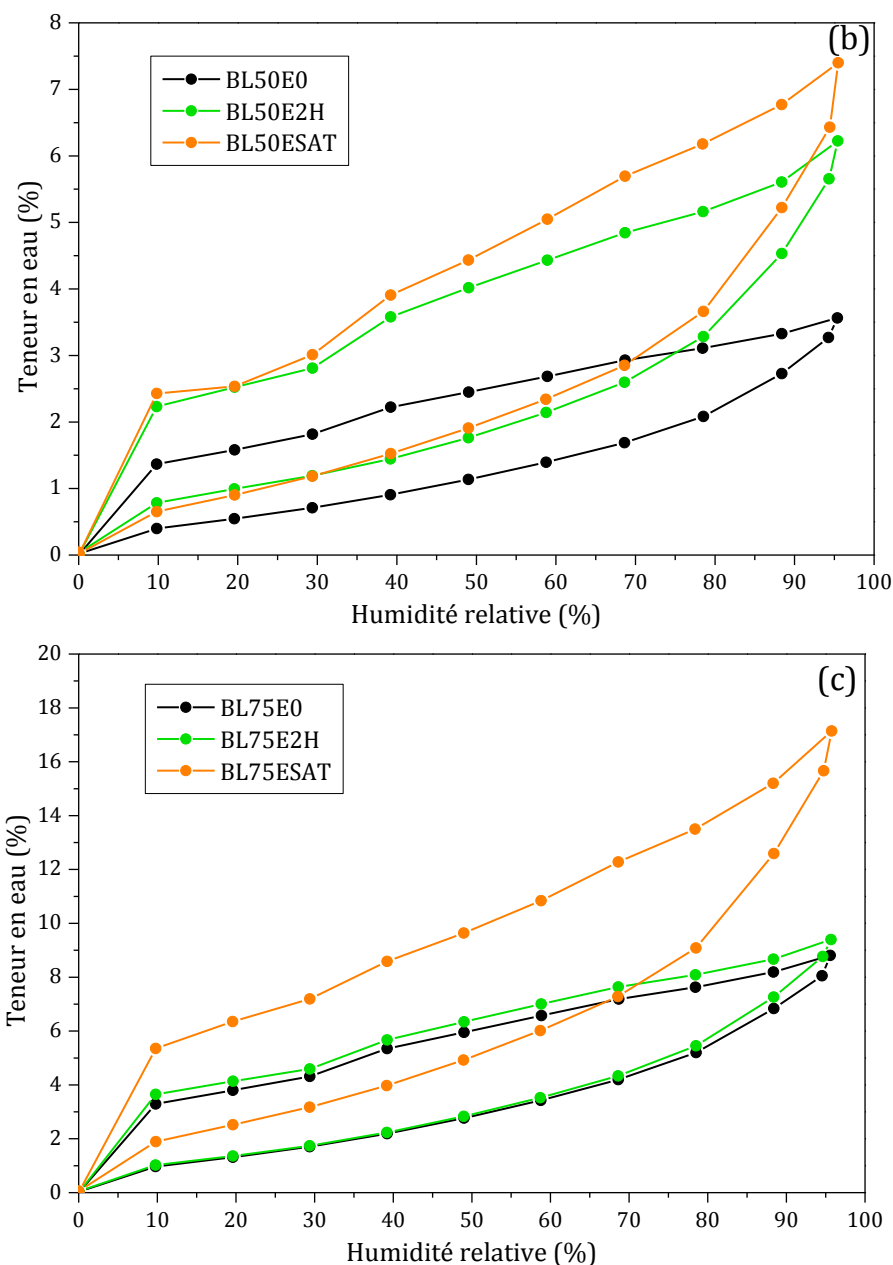 (b)
BL50E0
BL50E2H
BL50ESAT
8
7
6
5
4
3
2
1
0
Teneur en eau (%)
0 10 20 30 40 50 60 70 80 90 100
Humidité relative (%)
(c)
BL75E0
BL75E2H
BL75ESAT
20
18
16
14
12
10
8
6
4
2
0
Teneur en eau (%)
0 10 20 30 40 50 60 70 80 90 100
Humidité relative (%)